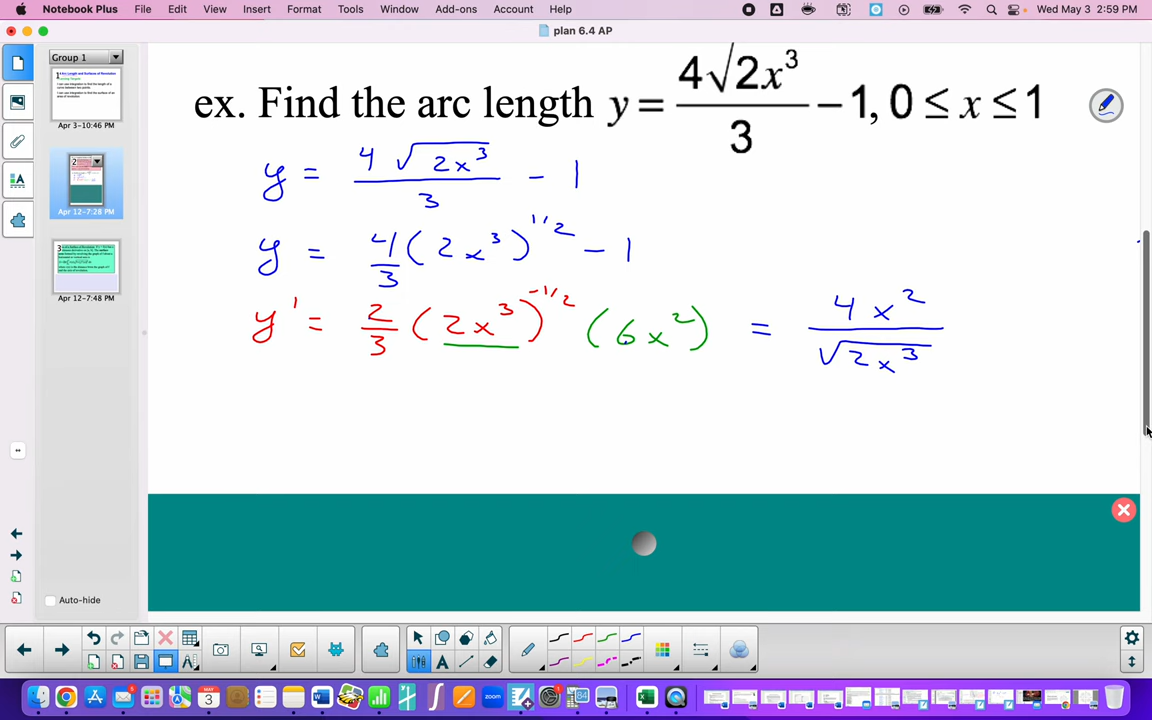 Notebook Plus File Edit View Insert Format Tools Window Add-ons Account Help Wed May 3 2:59 PM
plan 6.4 AP
Group 1
Apr 3-10:46 PM
Apr 12-7:28 PM
Apr 12-7:48 PM
Auto-hide
ex. Find the arc length y = 4√2x³/3 − 1, 0 ≤ x ≤ 1
y = 4 √(2x³)/3 − 1
y = 4/3 (2x³)^1/2 − 1
y' = 2/3 (2x³)^-1/2 (6x²) = 4x²/√(2x³)
zoom